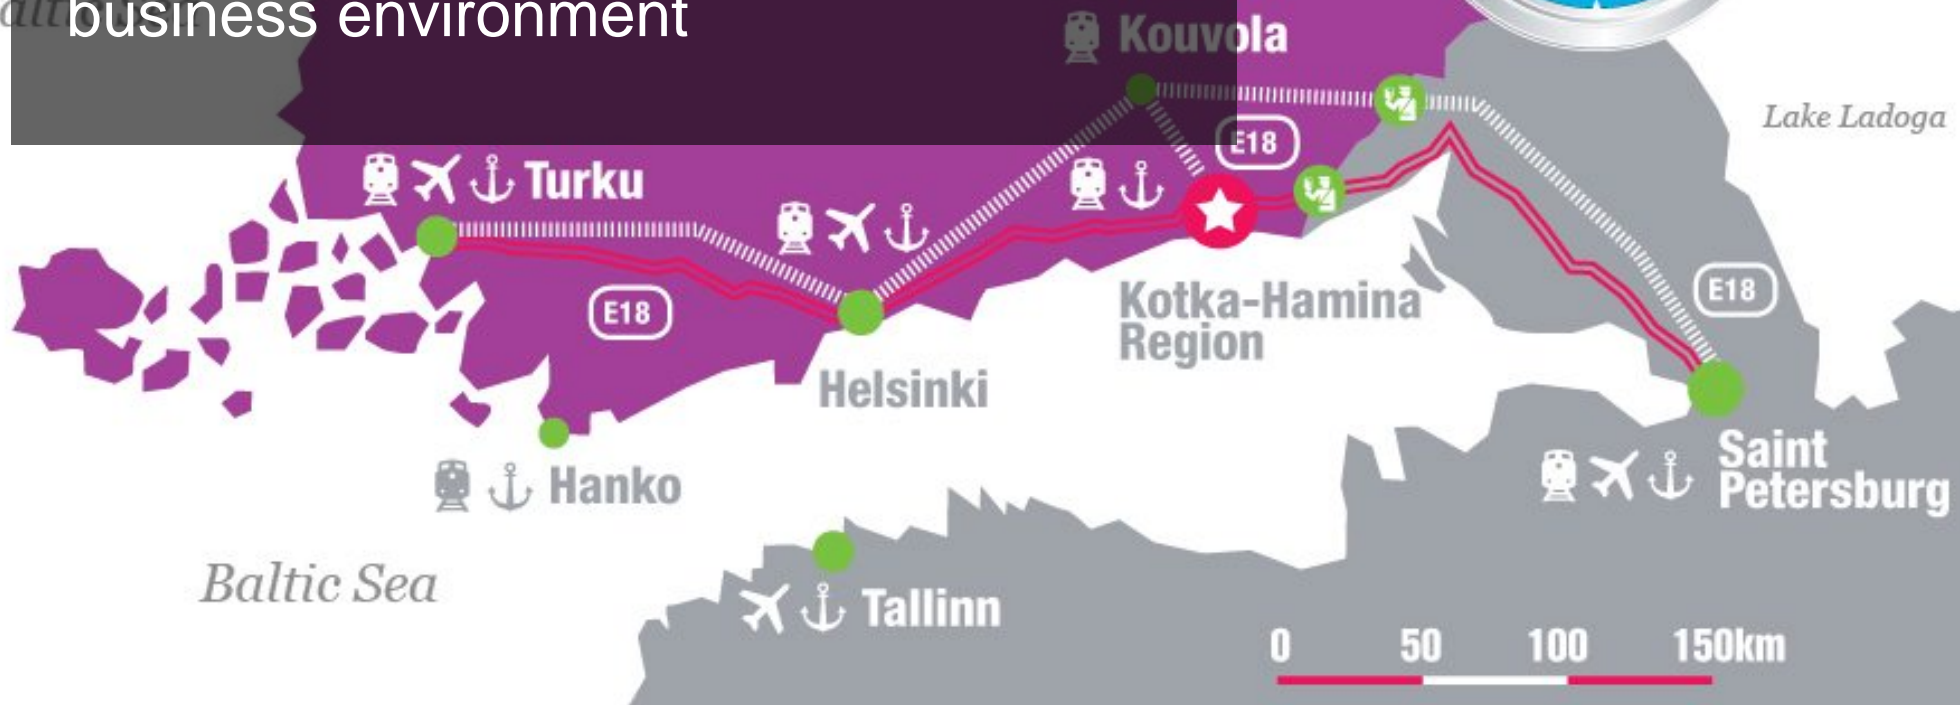 business environment
Kouvola
Lake Ladoga
E18
Turku
E18
E18
Kotka-Hamina
Region
Helsinki
Saint
Petersburg
Hanko
Baltic Sea
Tallinn
0 50 100 150km